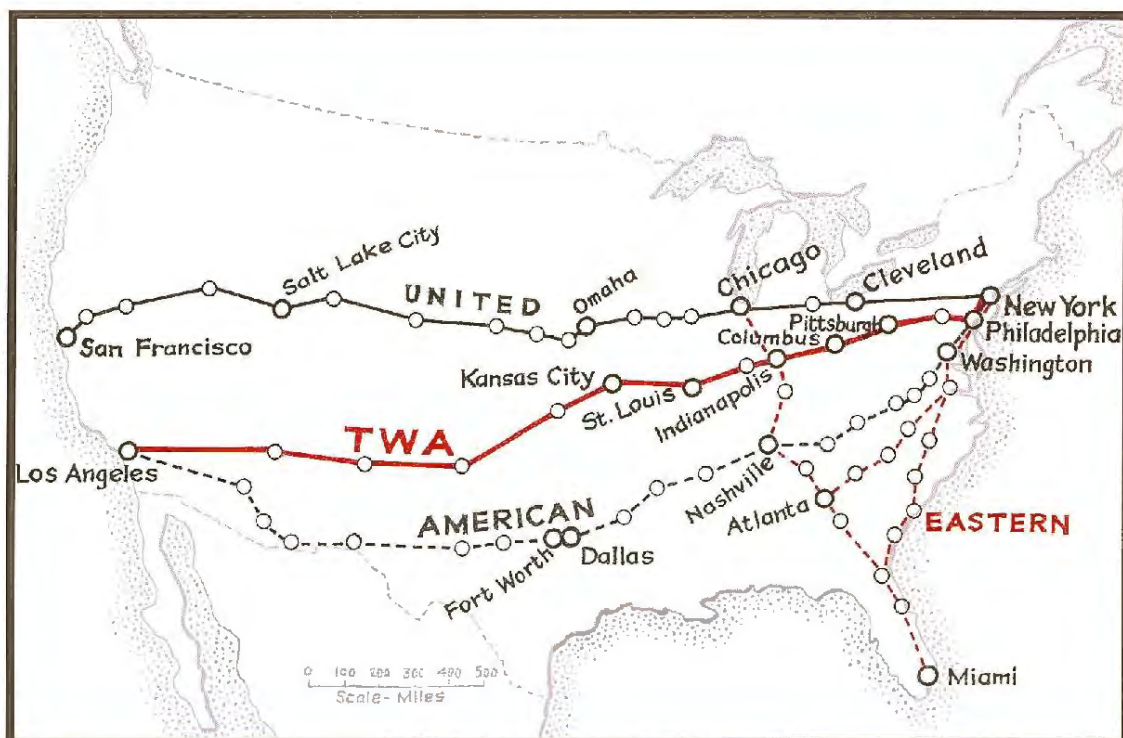 Salt Lake City
Chicago
Cleveland
UNITED
Omaha
New York
San Francisco
Pittsburgh
Philadelphia
Columbus
Washington
Kansas City
St. Louis
Indianapolis
TWA
Los Angeles
Nashville
AMERICAN
Atlanta
EASTERN
Fort Worth
Dallas
0 100 200 300 400 500
Scale-Miles
Miami